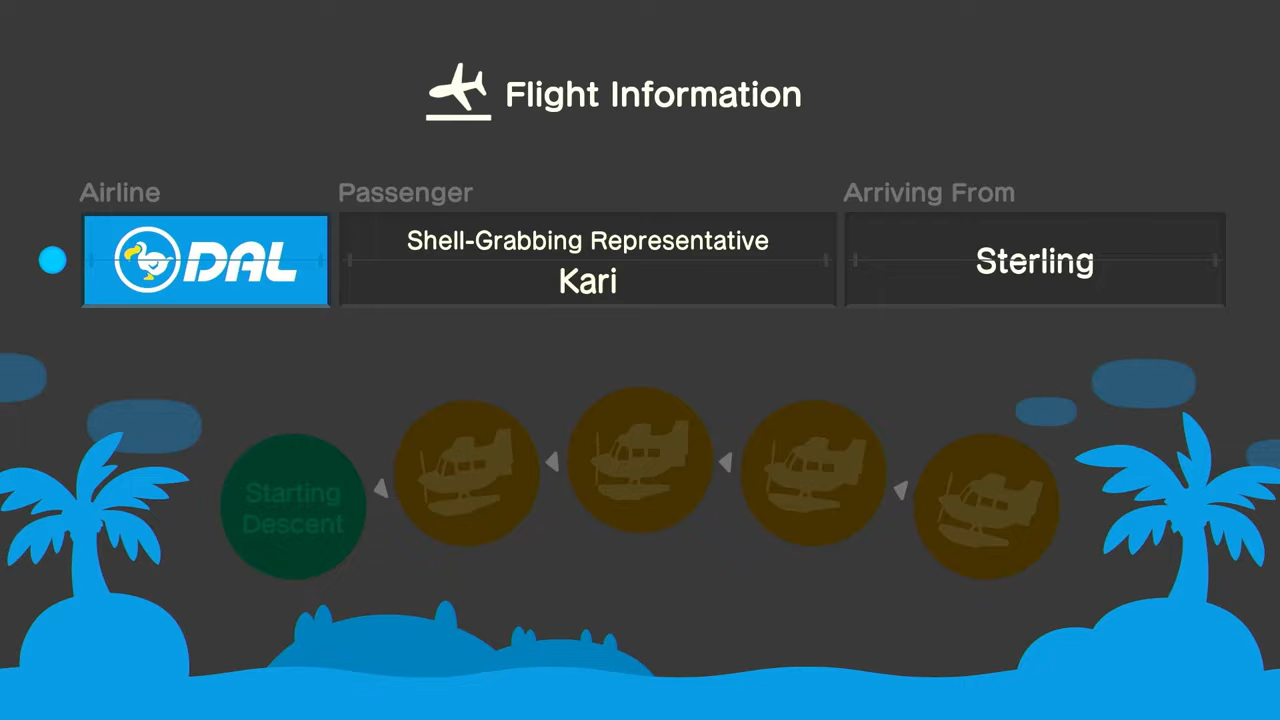 Flight Information
Airline
Passenger
Arriving From
DAL
Shell-Grabbing Representative
Kari
Sterling
Starting
Descent